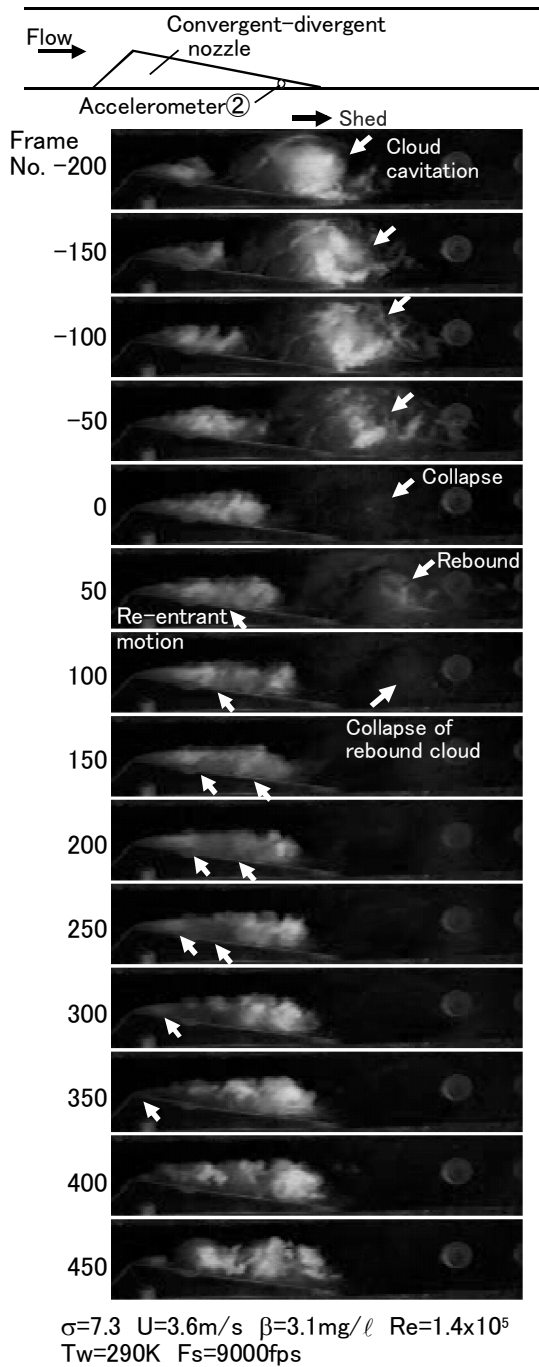 Convergent-divergent
nozzle
Flow
Accelerometer②
Shed
Frame
No. -200
Cloud
cavitation
-150
-100
-50
0
Collapse
50
Rebound
Re-entrant
motion
100
Collapse of
rebound cloud
150
200
250
300
350
400
450
σ=7.3 U=3.6m/s β=3.1mg/ℓ Re=1.4x10⁵
Tw=290K Fs=9000fps